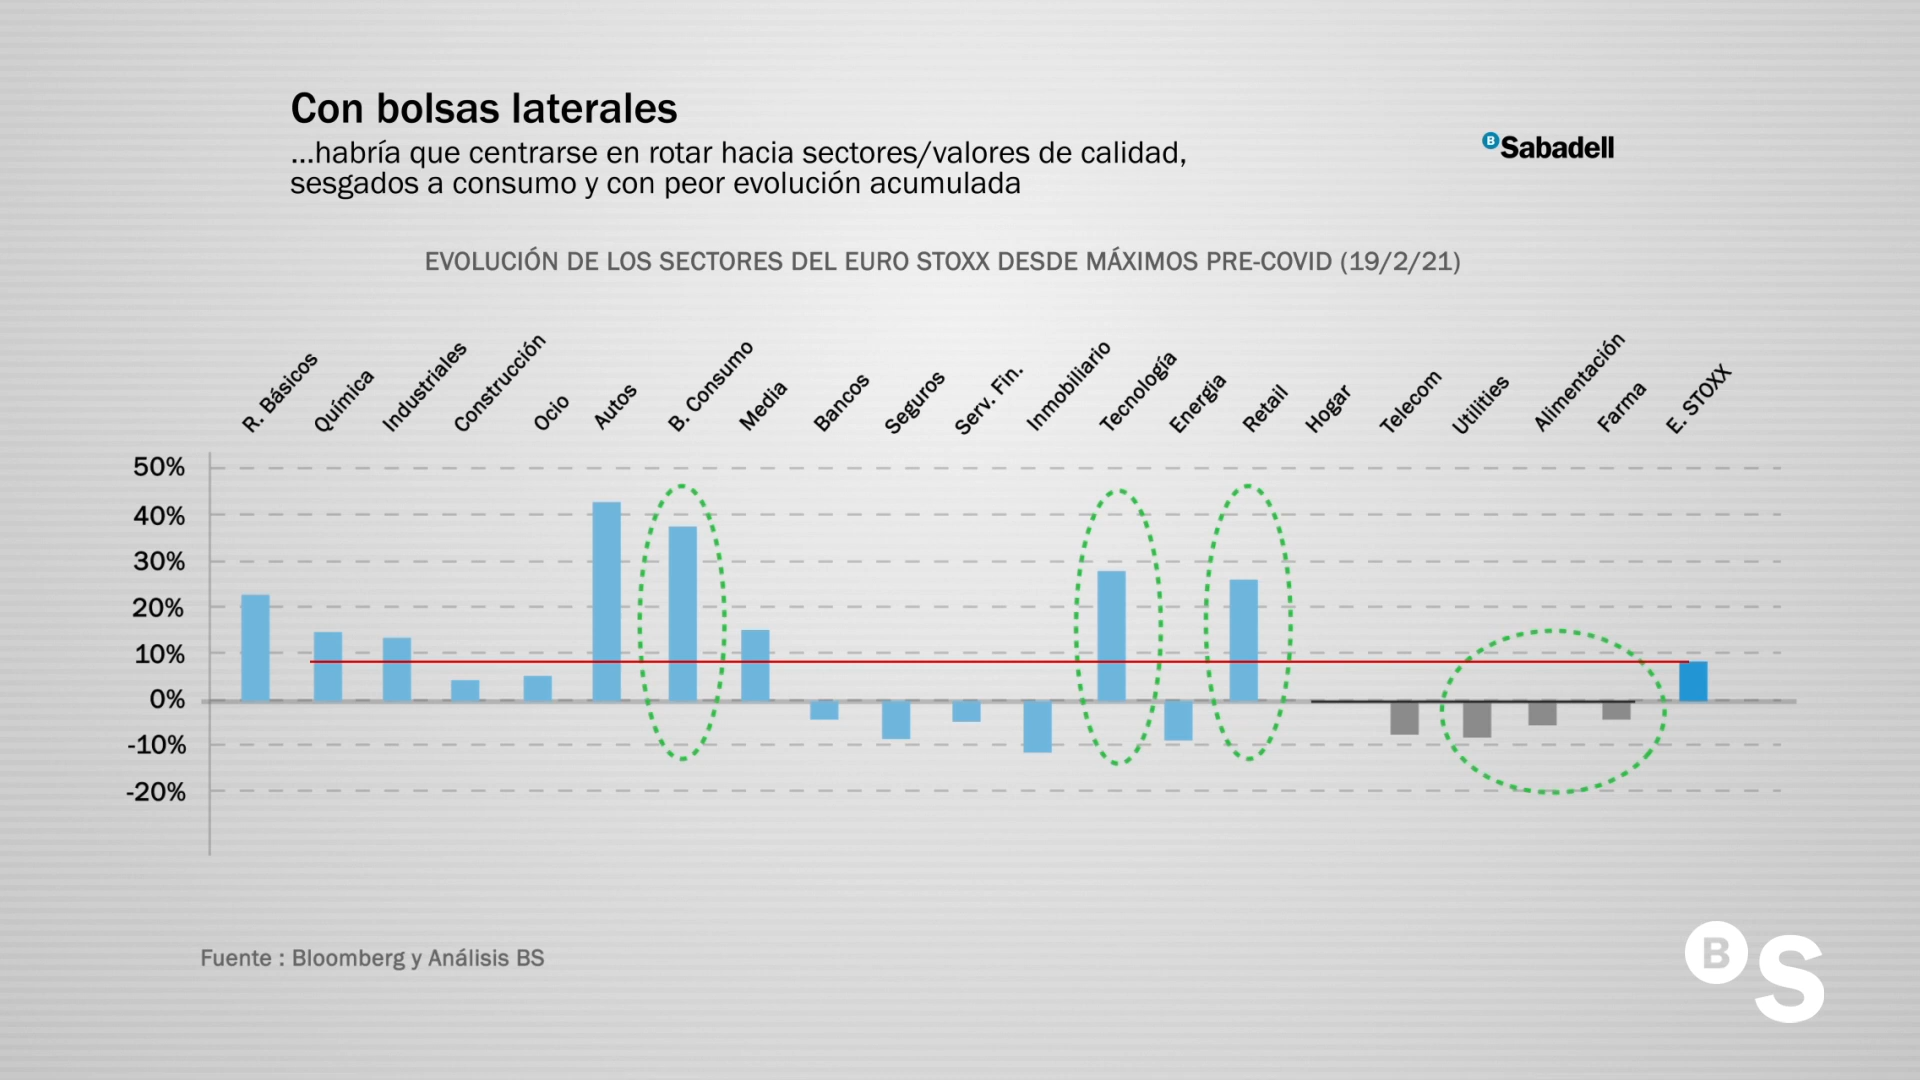 Con bolsas laterales
...habría que centrarse en rotar hacia sectores/valores de calidad,
sesgados a consumo y con peor evolución acumulada
B Sabadell
EVOLUCIÓN DE LOS SECTORES DEL EURO STOXX DESDE MÁXIMOS PRE-COVID (19/2/21)
R. Básicos
Química
Industriales
Construcción
Ocio
Autos
B. Consumo
Media
Bancos
Seguros
Serv. Fin.
Inmobiliario
Tecnología
Energia
Retail
Hogar
Telecom
Utilities
Alimentación
Farma
E. STOXX
50%
40%
30%
20%
10%
0%
-10%
-20%
Fuente : Bloomberg y Análisis BS
B S